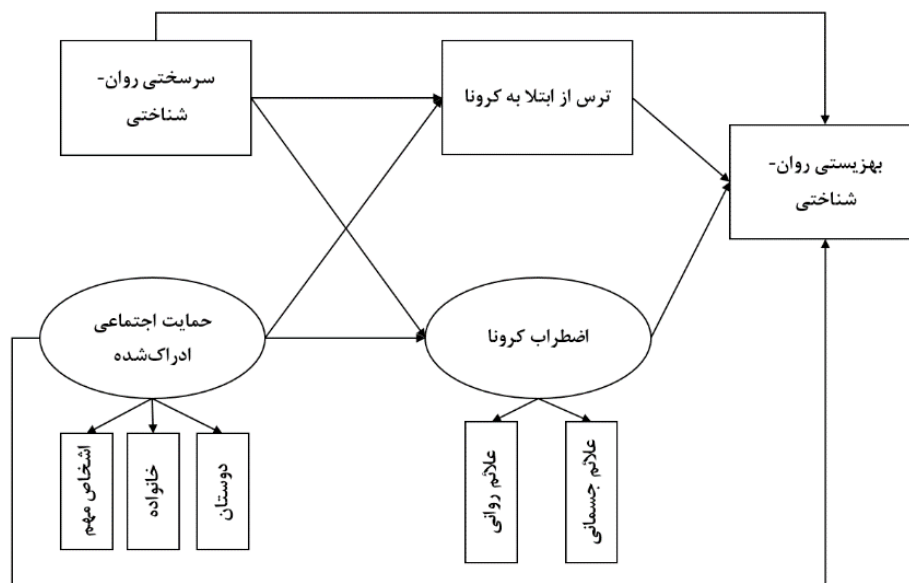 سرسختی روان-
شناختی
ترس از ابتلا به کرونا
بهزیستی روان-
شناختی
حمایت اجتماعی
ادراک‌شده
اضطراب کرونا
اشخاص مهم
خانواده
دوستان
علائم روانی
علائم جسمانی